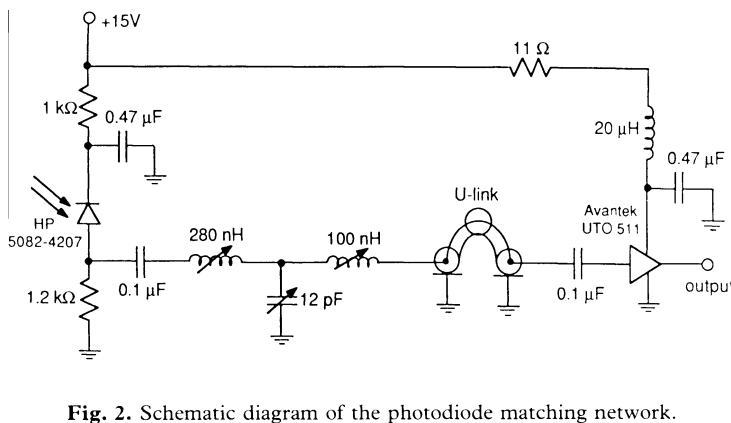 +15V
11 Ω
1 kΩ
0.47 μF
20 μH
0.47 μF
U-link
Avantek
UTO 511
HP
5082-4207
280 nH
100 nH
0.1 μF
12 pF
0.1 μF
output
1.2 kΩ
Fig. 2. Schematic diagram of the photodiode matching network.